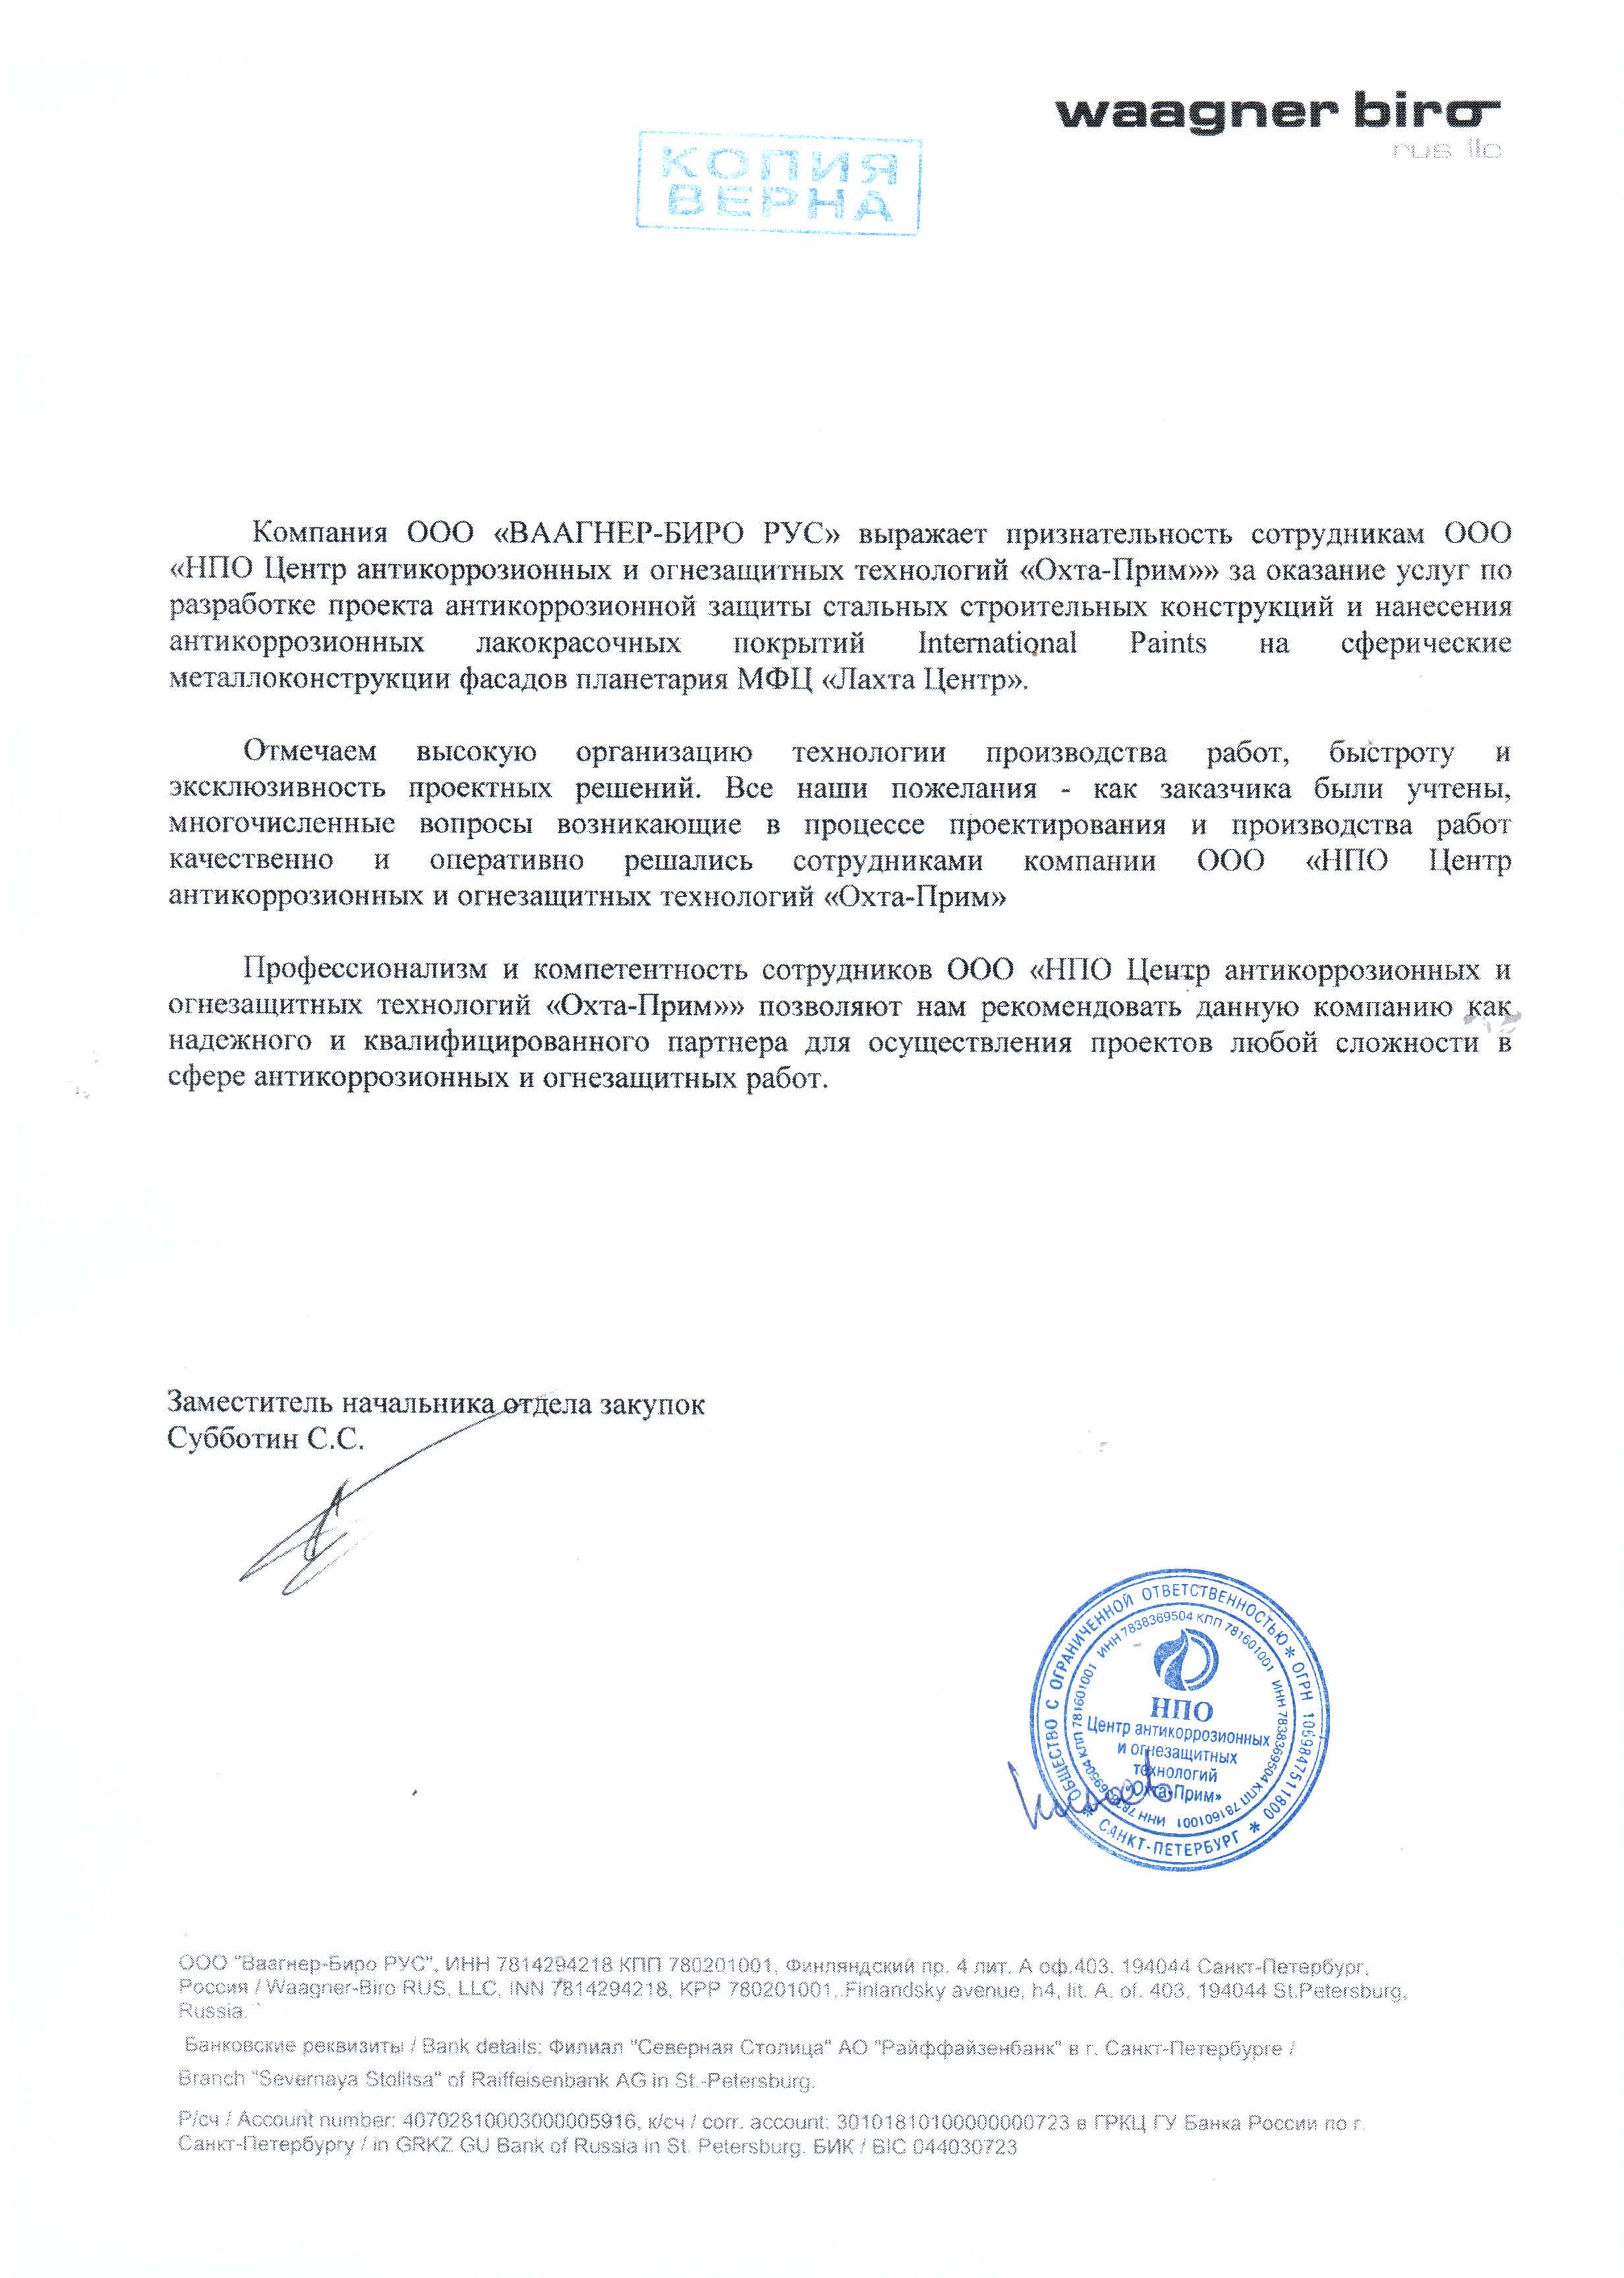 waagner biro
rus llc
КОПИЯ
ВЕРНА
Компания ООО «ВААГНЕР-БИРО РУС» выражает признательность сотрудникам ООО
«НПО Центр антикоррозионных и огнезащитных технологий «Охта-Прим»» за оказание услуг по
разработке проекта антикоррозионной защиты стальных строительных конструкций и нанесения
антикоррозионных лакокрасочных покрытий International Paints на сферические
металлоконструкции фасадов планетария МФЦ «Лахта Центр».
Отмечаем высокую организацию технологии производства работ, быстроту и
эксклюзивность проектных решений. Все наши пожелания - как заказчика были учтены,
многочисленные вопросы возникающие в процессе проектирования и производства работ
качественно и оперативно решались сотрудниками компании ООО «НПО Центр
антикоррозионных и огнезащитных технологий «Охта-Прим»
Профессионализм и компетентность сотрудников ООО «НПО Центр антикоррозионных и
огнезащитных технологий «Охта-Прим»» позволяют нам рекомендовать данную компанию как
надежного и квалифицированного партнера для осуществления проектов любой сложности в
сфере антикоррозионных и огнезащитных работ.
Заместитель начальника отдела закупок
Субботин С.С.
ОБЩЕСТВО С ОГРАНИЧЕННОЙ ОТВЕТСТВЕННОСТЬЮ * ОГРН 1069847511800 * САНКТ-ПЕТЕРБУРГ *
ИНН 7838369504 КПП 781601001 ИНН 7838369504 КПП 781601001 ИНН 7838369504 КПП 781601001
НПО
Центр антикоррозионных
и огнезащитных
технологий
«Охта-Прим»
ООО "Ваагнер-Биро РУС", ИНН 7814294218 КПП 780201001, Финляндский пр. 4 лит. А оф.403, 194044 Санкт-Петербург,
Россия / Waagner-Biro RUS, LLC, INN 7814294218, KPP 780201001, Finlandsky avenue, h4, lit. A, of. 403, 194044 St.Petersburg,
Russia.
Банковские реквизиты / Bank details: Филиал "Северная Столица" АО "Райффайзенбанк" в г. Санкт-Петербурге /
Branch "Severnaya Stolitsa" of Raiffeisenbank AG in St.-Petersburg.
Р/сч / Account number: 40702810003000005916, к/сч / corr. account: 30101810100000000723 в ГРКЦ ГУ Банка России по г.
Санкт-Петербургу / in GRKZ GU Bank of Russia in St. Petersburg. БИК / BIC 044030723